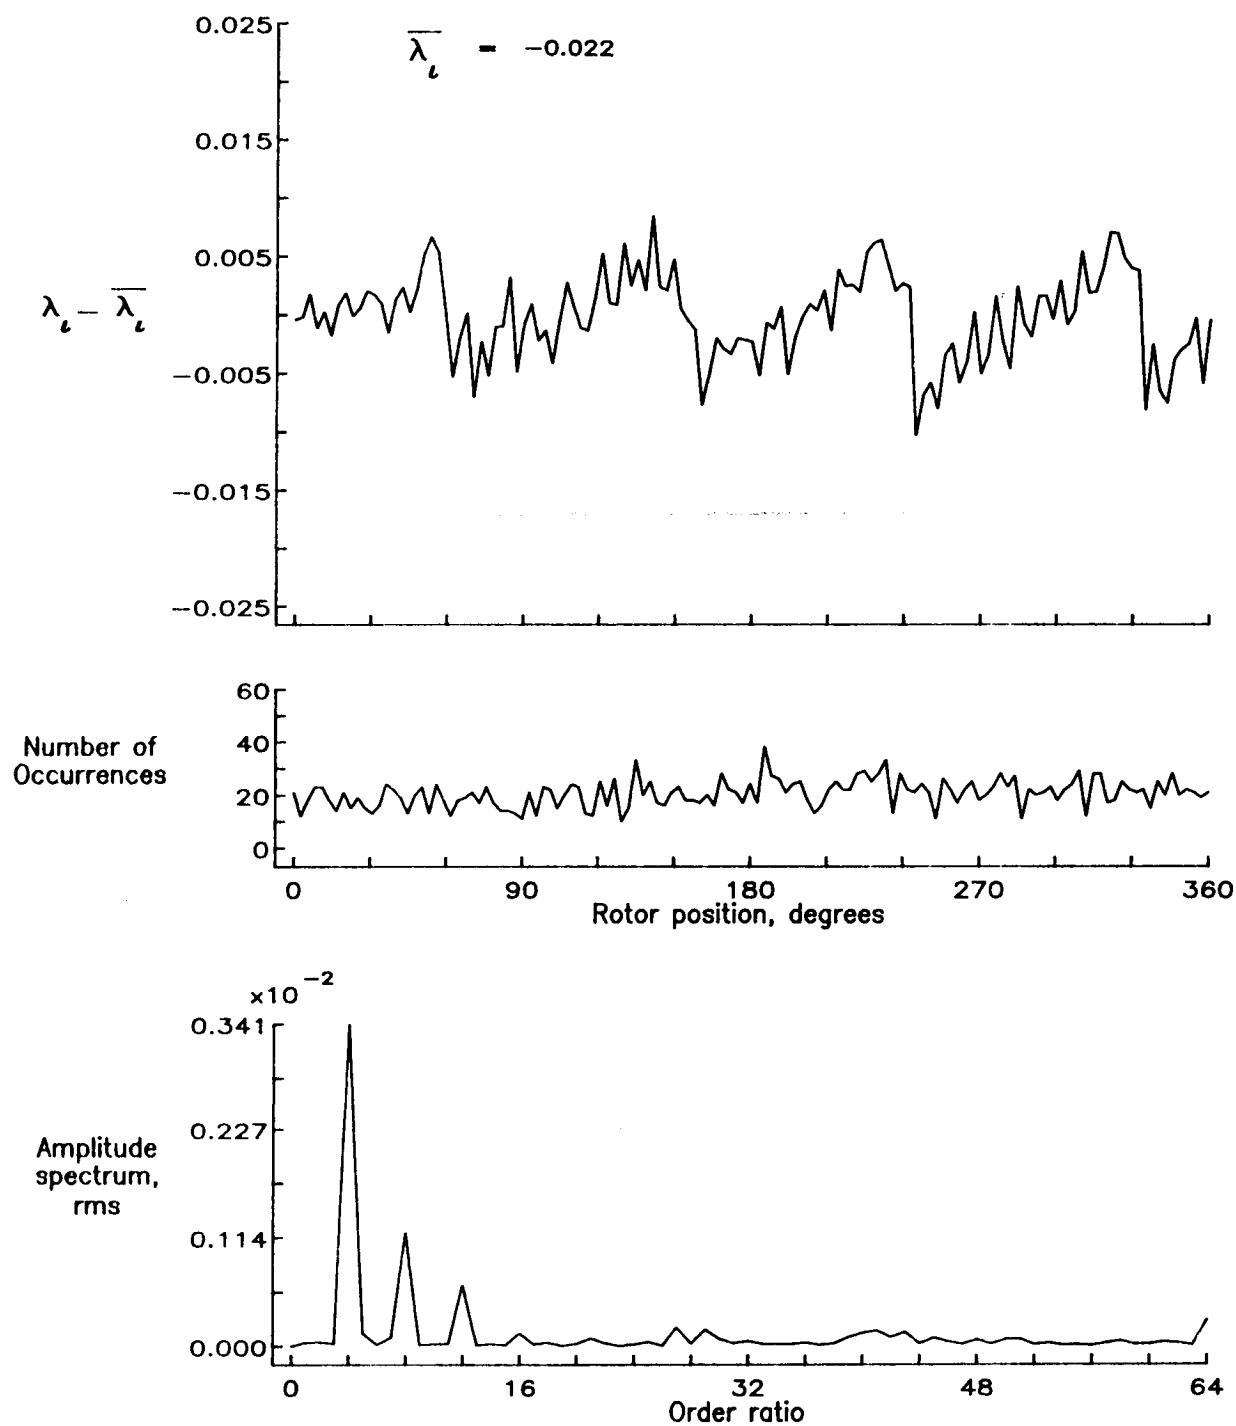 0.025
λ̅ι = −0.022
0.015
0.005
λι − λ̅ι
−0.005
−0.015
−0.025
60
Number of
Occurrences
40
20
0
0 90 180 270 360
Rotor position, degrees
x10 −2
0.341
0.227
Amplitude
spectrum,
rms
0.114
0.000
0 16 32 48 64
Order ratio